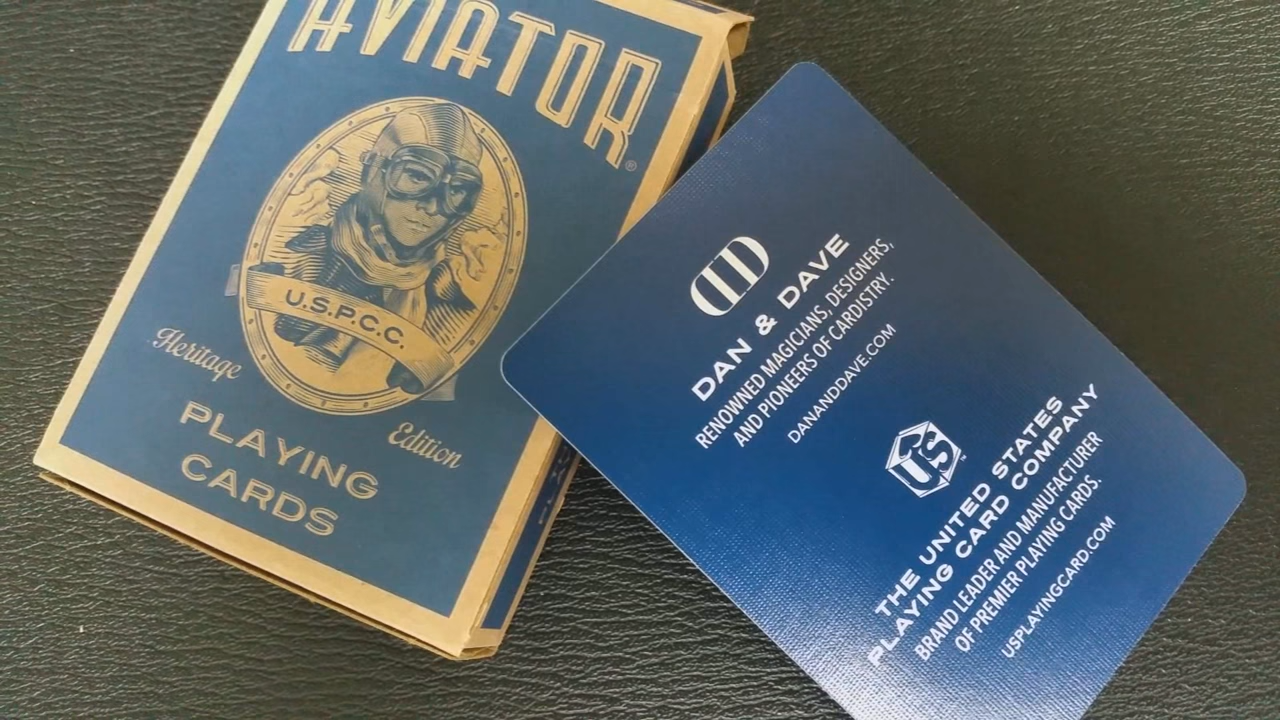 AVIATOR®
U.S.P.C.C.
Heritage
Edition
PLAYING
CARDS
DAN & DAVE
RENOWNED MAGICIANS, DESIGNERS,
AND PIONEERS OF CARDISTRY.
DANANDDAVE.COM
US
THE UNITED STATES
PLAYING CARD COMPANY
BRAND LEADER AND MANUFACTURER
OF PREMIER PLAYING CARDS.
USPLAYINGCARD.COM